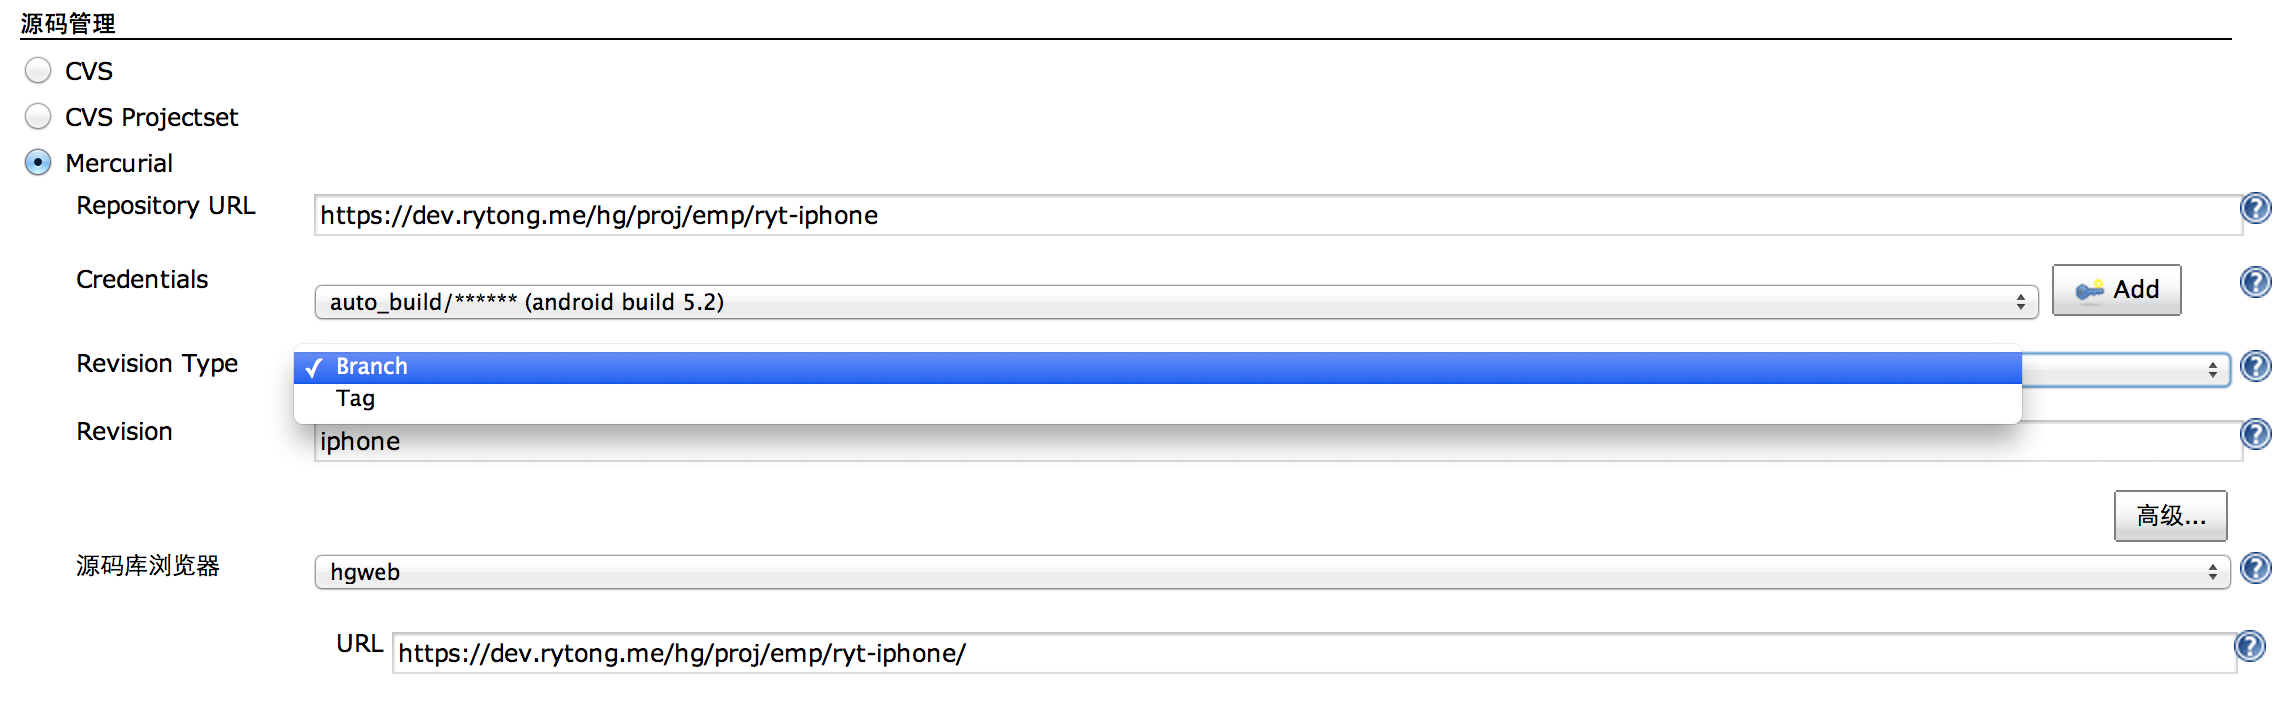 源码管理
CVS
CVS Projectset
Mercurial
Repository URL https://dev.rytong.me/hg/proj/emp/ryt-iphone
Credentials auto_build/****** (android build 5.2) Add
Revision Type Branch
Tag
Revision iphone
高级...
源码库浏览器 hgweb
URL https://dev.rytong.me/hg/proj/emp/ryt-iphone/